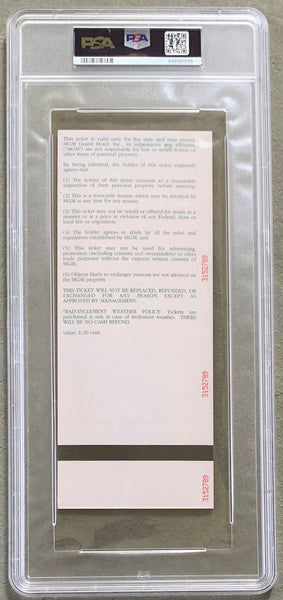 PSA
PSA
This ticket is valid only for the date and time issued.
MGM Grand Hotel, Inc., its subsidiaries and affiliates,
("MGM") are not responsible for lost or stolen tickets or
other items of personal property.
By being admitted, the holder of this ticket expressly
agrees that:
(1) The holder of this ticket consents to a reasonable
inspection of their personal property before entering.
(2) This is a revocable license which may be revoked by
MGM at any time for any reason,
(3) This ticket may not be resold or offered for resale in a
manner or at a price in violation of any Federal, State or
local law or regulation,
(4) The holder agrees to abide by all the rules and
regulations established by MGM, and
(5) This ticket may not be used for advertising,
promotion (including contests and sweepstakes) or other
trade purposes without the express written consent of
MGM,
(6) Objects likely to endanger persons are not allowed on
the MGM property
THIS TICKET WILL NOT BE REPLACED, REFUNDED, OR
EXCHANGED FOR ANY REASON EXCEPT AS
APPROVED BY MANAGEMENT.
"BAD/INCLEMENT WEATHER POLICY: Tickets are
purchased at risk in case of inclement weather. THERE
WILL BE NO CASH REFUND.
value: 1/20 cent
3152769
3152769
3152769